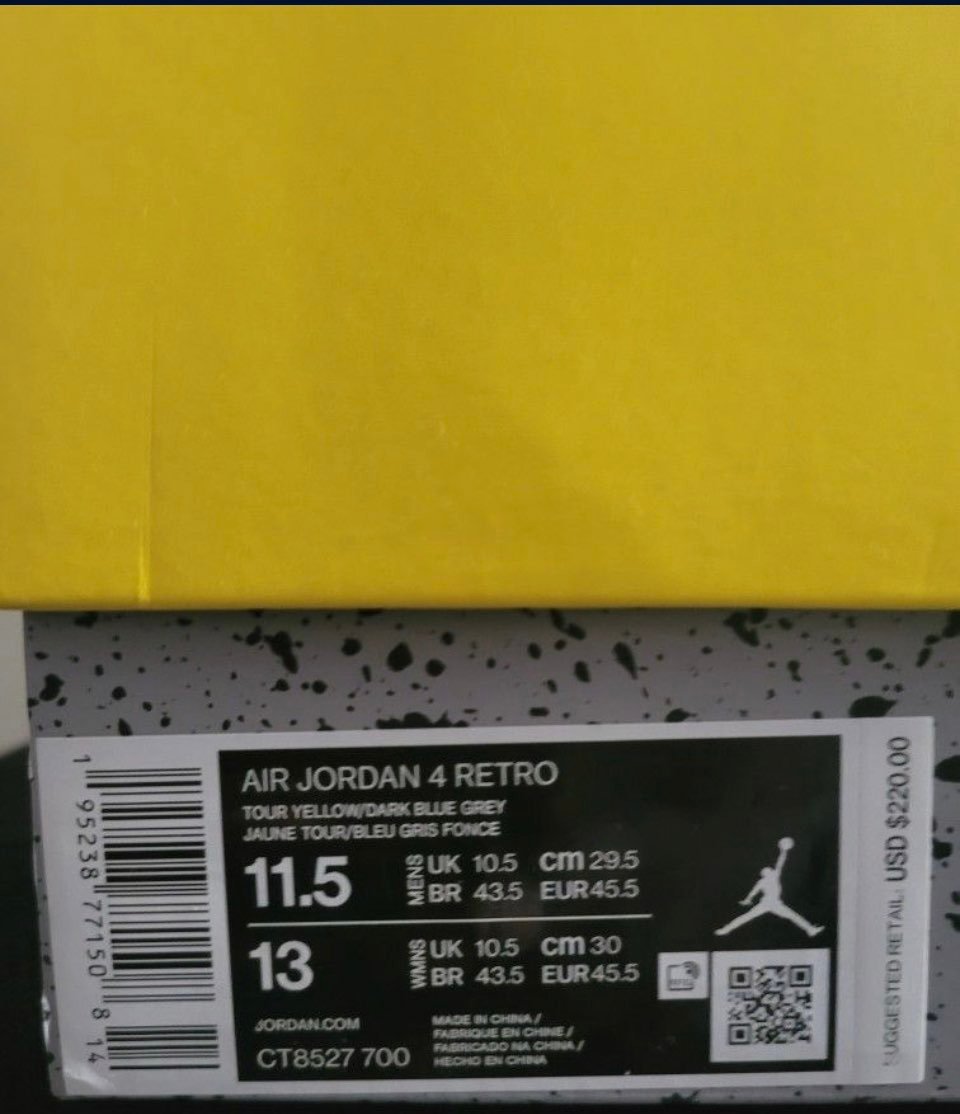 1 95238 77150 8 14
AIR JORDAN 4 RETRO
TOUR YELLOW/DARK BLUE GREY
JAUNE TOUR/BLEU GRIS FONCE
11.5 MENS UK 10.5 cm 29.5
BR 43.5 EUR 45.5
13 WMNS UK 10.5 cm 30
BR 43.5 EUR 45.5
JORDAN.COM
CT8527 700
MADE IN CHINA /
FABRIQUE EN CHINE /
FABRICADO NA CHINA /
HECHO EN CHINA
SUGGESTED RETAIL: USD $220.00